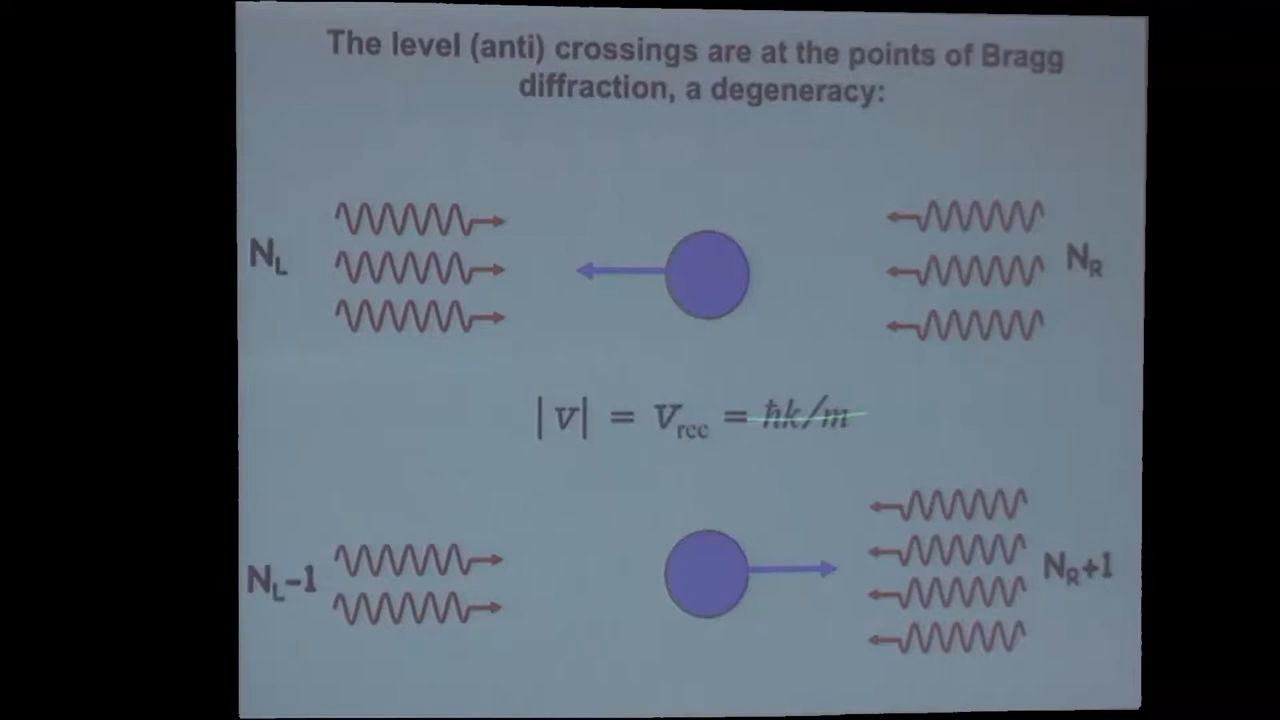 The level (anti) crossings are at the points of Bragg
diffraction, a degeneracy:
N_L
N_R
|v| = V_rec = ħk/m
N_L-1
N_R+1